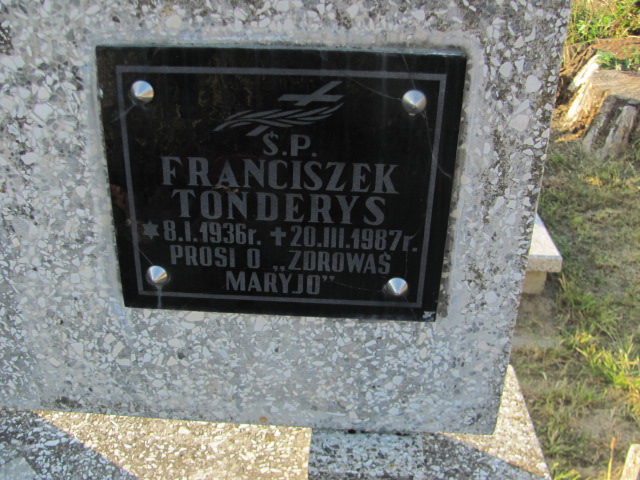 Ś.P.
FRANCISZEK
TONDERYS
* 8.I.1936r. + 20.III.1987r.
PROSI O „ZDROWAŚ
MARYJO"